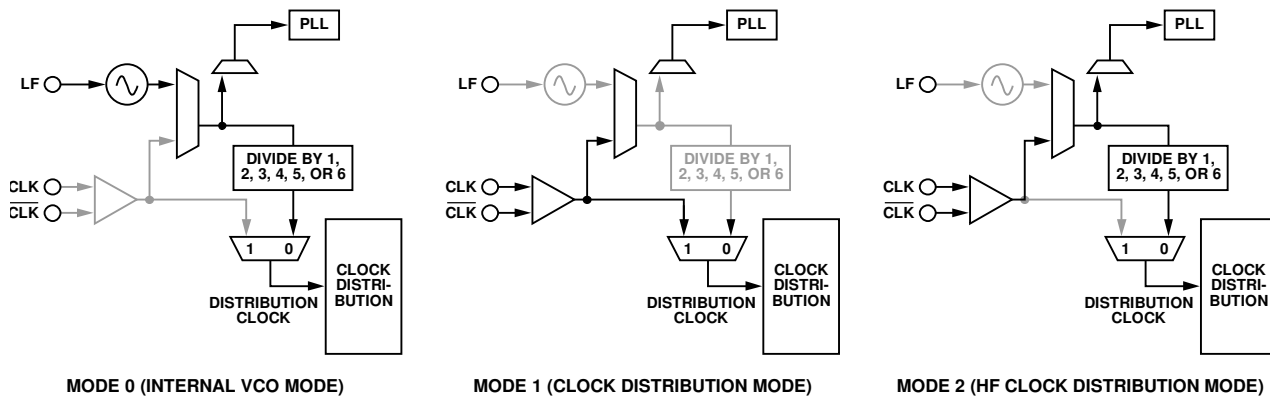 PLL
LF
DIVIDE BY 1,
2, 3, 4, 5, OR 6
CLK
CLK
1 0
CLOCK
DISTRI-
BUTION
DISTRIBUTION
CLOCK
MODE 0 (INTERNAL VCO MODE)
PLL
LF
DIVIDE BY 1,
2, 3, 4, 5, OR 6
CLK
CLK
1 0
CLOCK
DISTRI-
BUTION
DISTRIBUTION
CLOCK
MODE 1 (CLOCK DISTRIBUTION MODE)
PLL
LF
DIVIDE BY 1,
2, 3, 4, 5, OR 6
CLK
CLK
1 0
CLOCK
DISTRI-
BUTION
DISTRIBUTION
CLOCK
MODE 2 (HF CLOCK DISTRIBUTION MODE)